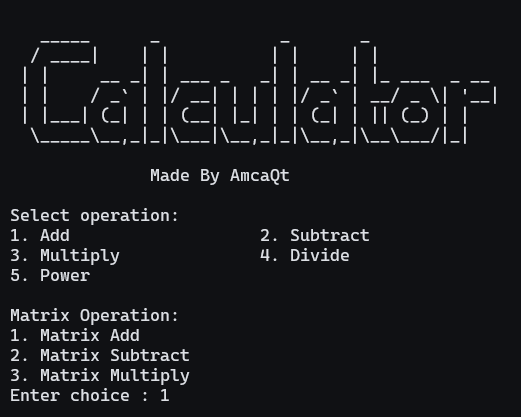 Calculator
Made By AmcaQt
Select operation:
1. Add 2. Subtract
3. Multiply 4. Divide
5. Power
Matrix Operation:
1. Matrix Add
2. Matrix Subtract
3. Matrix Multiply
Enter choice : 1